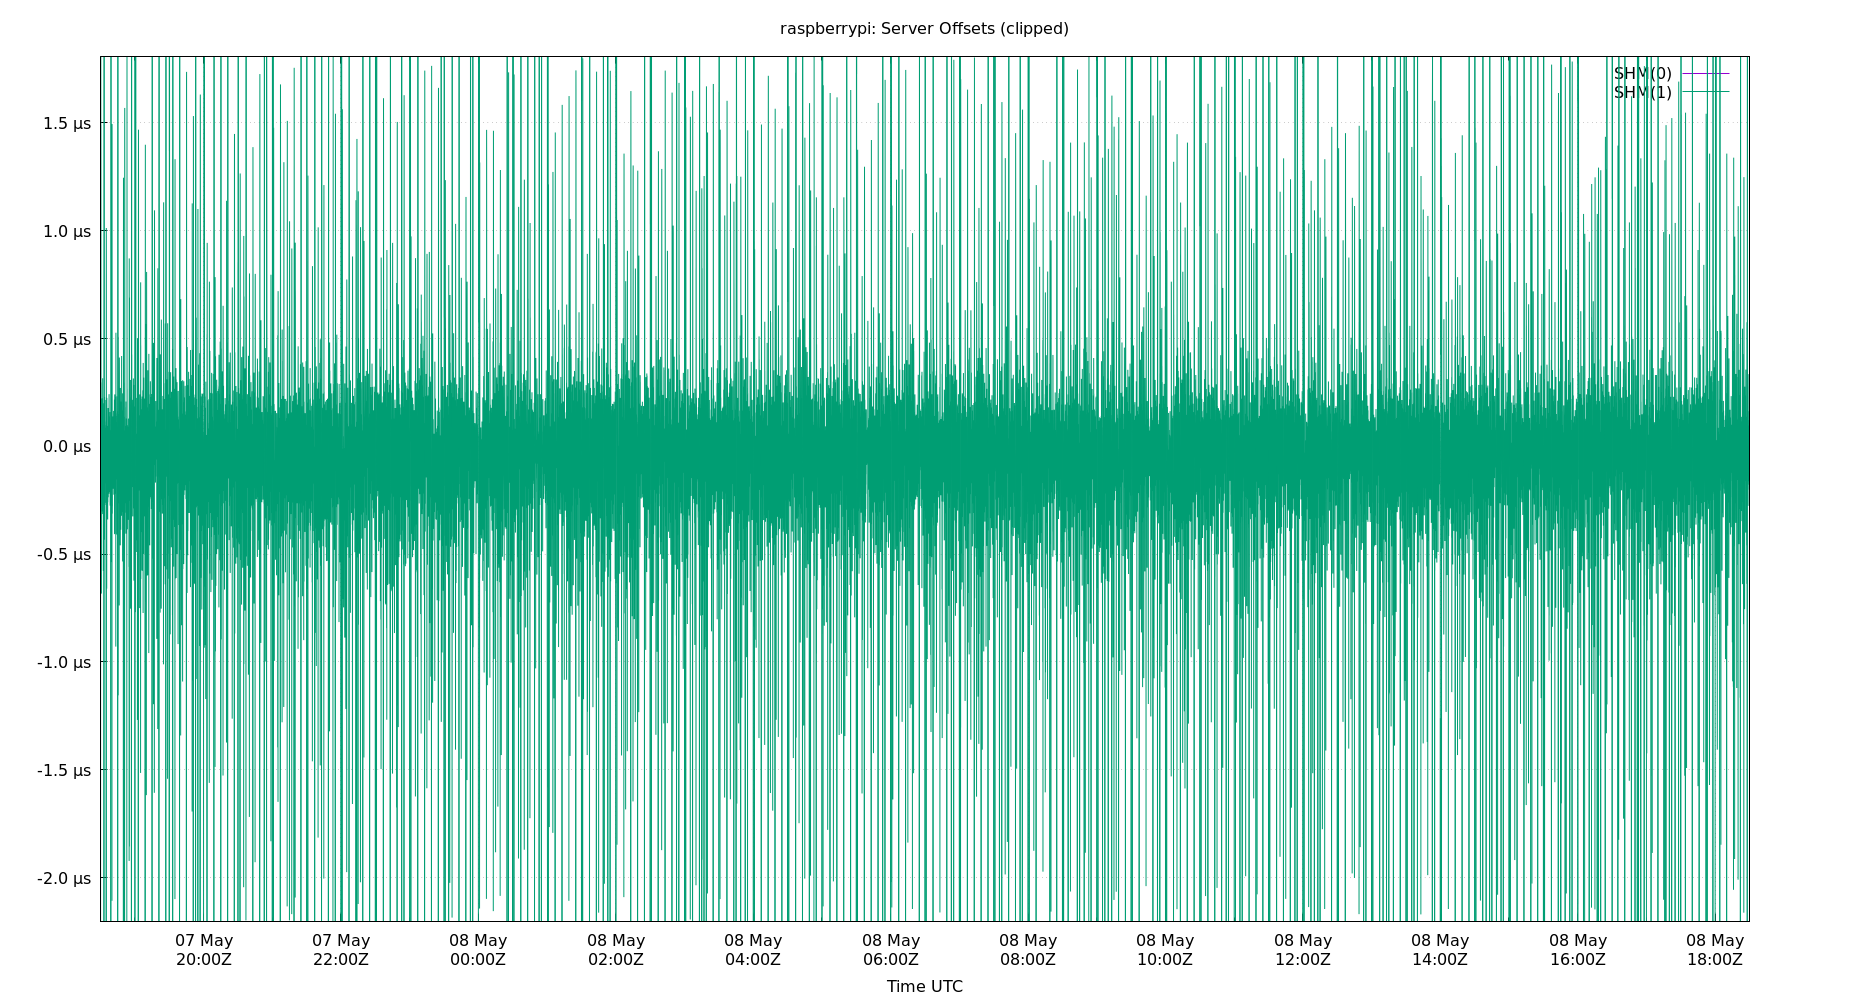 raspberrypi: Server Offsets (clipped)
SHM(0)
SHM(1)
1.5 µs
1.0 µs
0.5 µs
0.0 µs
-0.5 µs
-1.0 µs
-1.5 µs
-2.0 µs
07 May 07 May 08 May 08 May 08 May 08 May 08 May 08 May 08 May 08 May 08 May 08 May
20:00Z 22:00Z 00:00Z 02:00Z 04:00Z 06:00Z 08:00Z 10:00Z 12:00Z 14:00Z 16:00Z 18:00Z
Time UTC